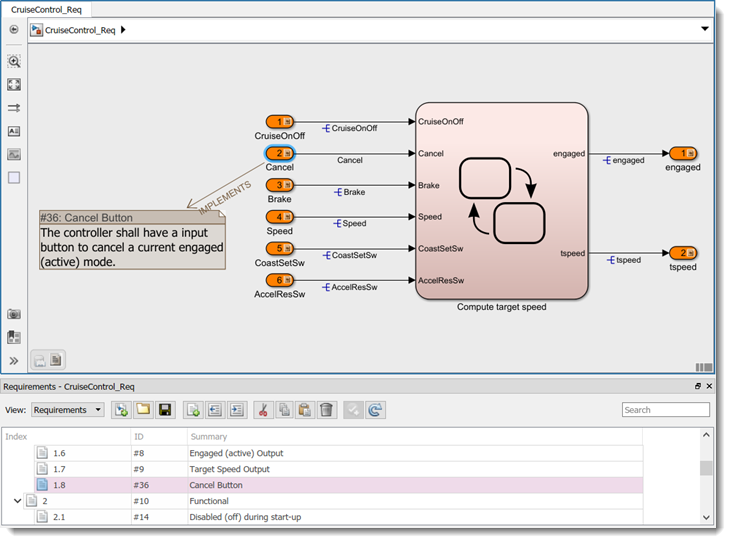 CruiseControl_Req
CruiseControl_Req
1
CruiseOnOff
CruiseOnOff
CruiseOnOff
2
Cancel
Cancel
Cancel
engaged
engaged
1
engaged
IMPLEMENTS
3
Brake
Brake
Brake
#36: Cancel Button
The controller shall have a input
button to cancel a current engaged
(active) mode.
4
Speed
Speed
Speed
5
CoastSetSw
CoastSetSw
CoastSetSw
tspeed
tspeed
2
tspeed
6
AccelResSw
AccelResSw
AccelResSw
Compute target speed
Requirements - CruiseControl_Req
View: Requirements
Search
Index ID Summary
1.6 #8 Engaged (active) Output
1.7 #9 Target Speed Output
1.8 #36 Cancel Button
2 #10 Functional
2.1 #14 Disabled (off) during start-up